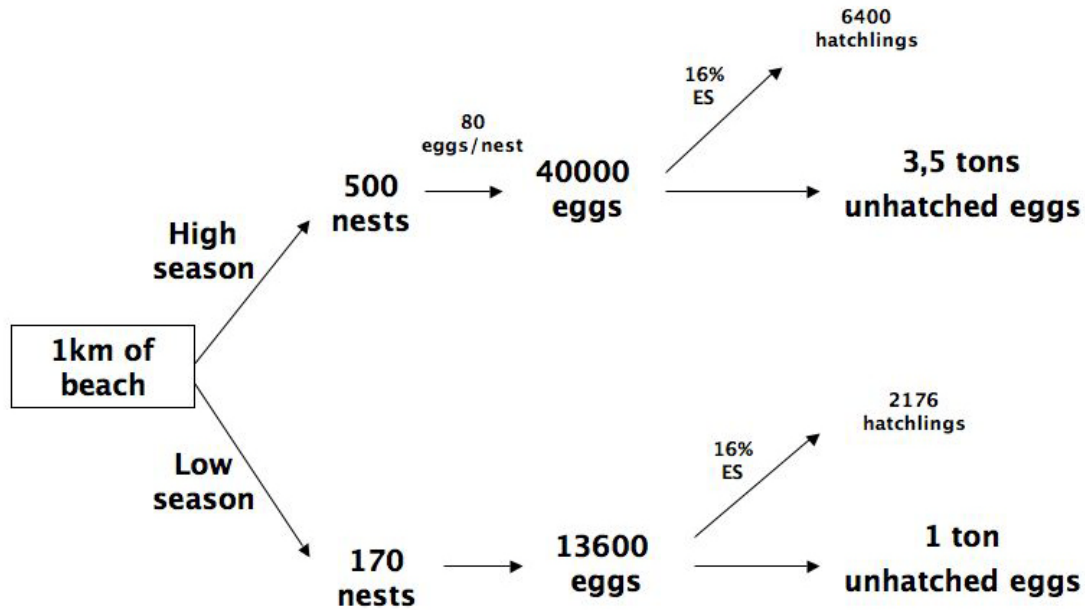 1km of
beach
High
season
500
nests
80
eggs/nest
40000
eggs
16%
ES
6400
hatchlings
3,5 tons
unhatched eggs
Low
season
170
nests
13600
eggs
16%
ES
2176
hatchlings
1 ton
unhatched eggs